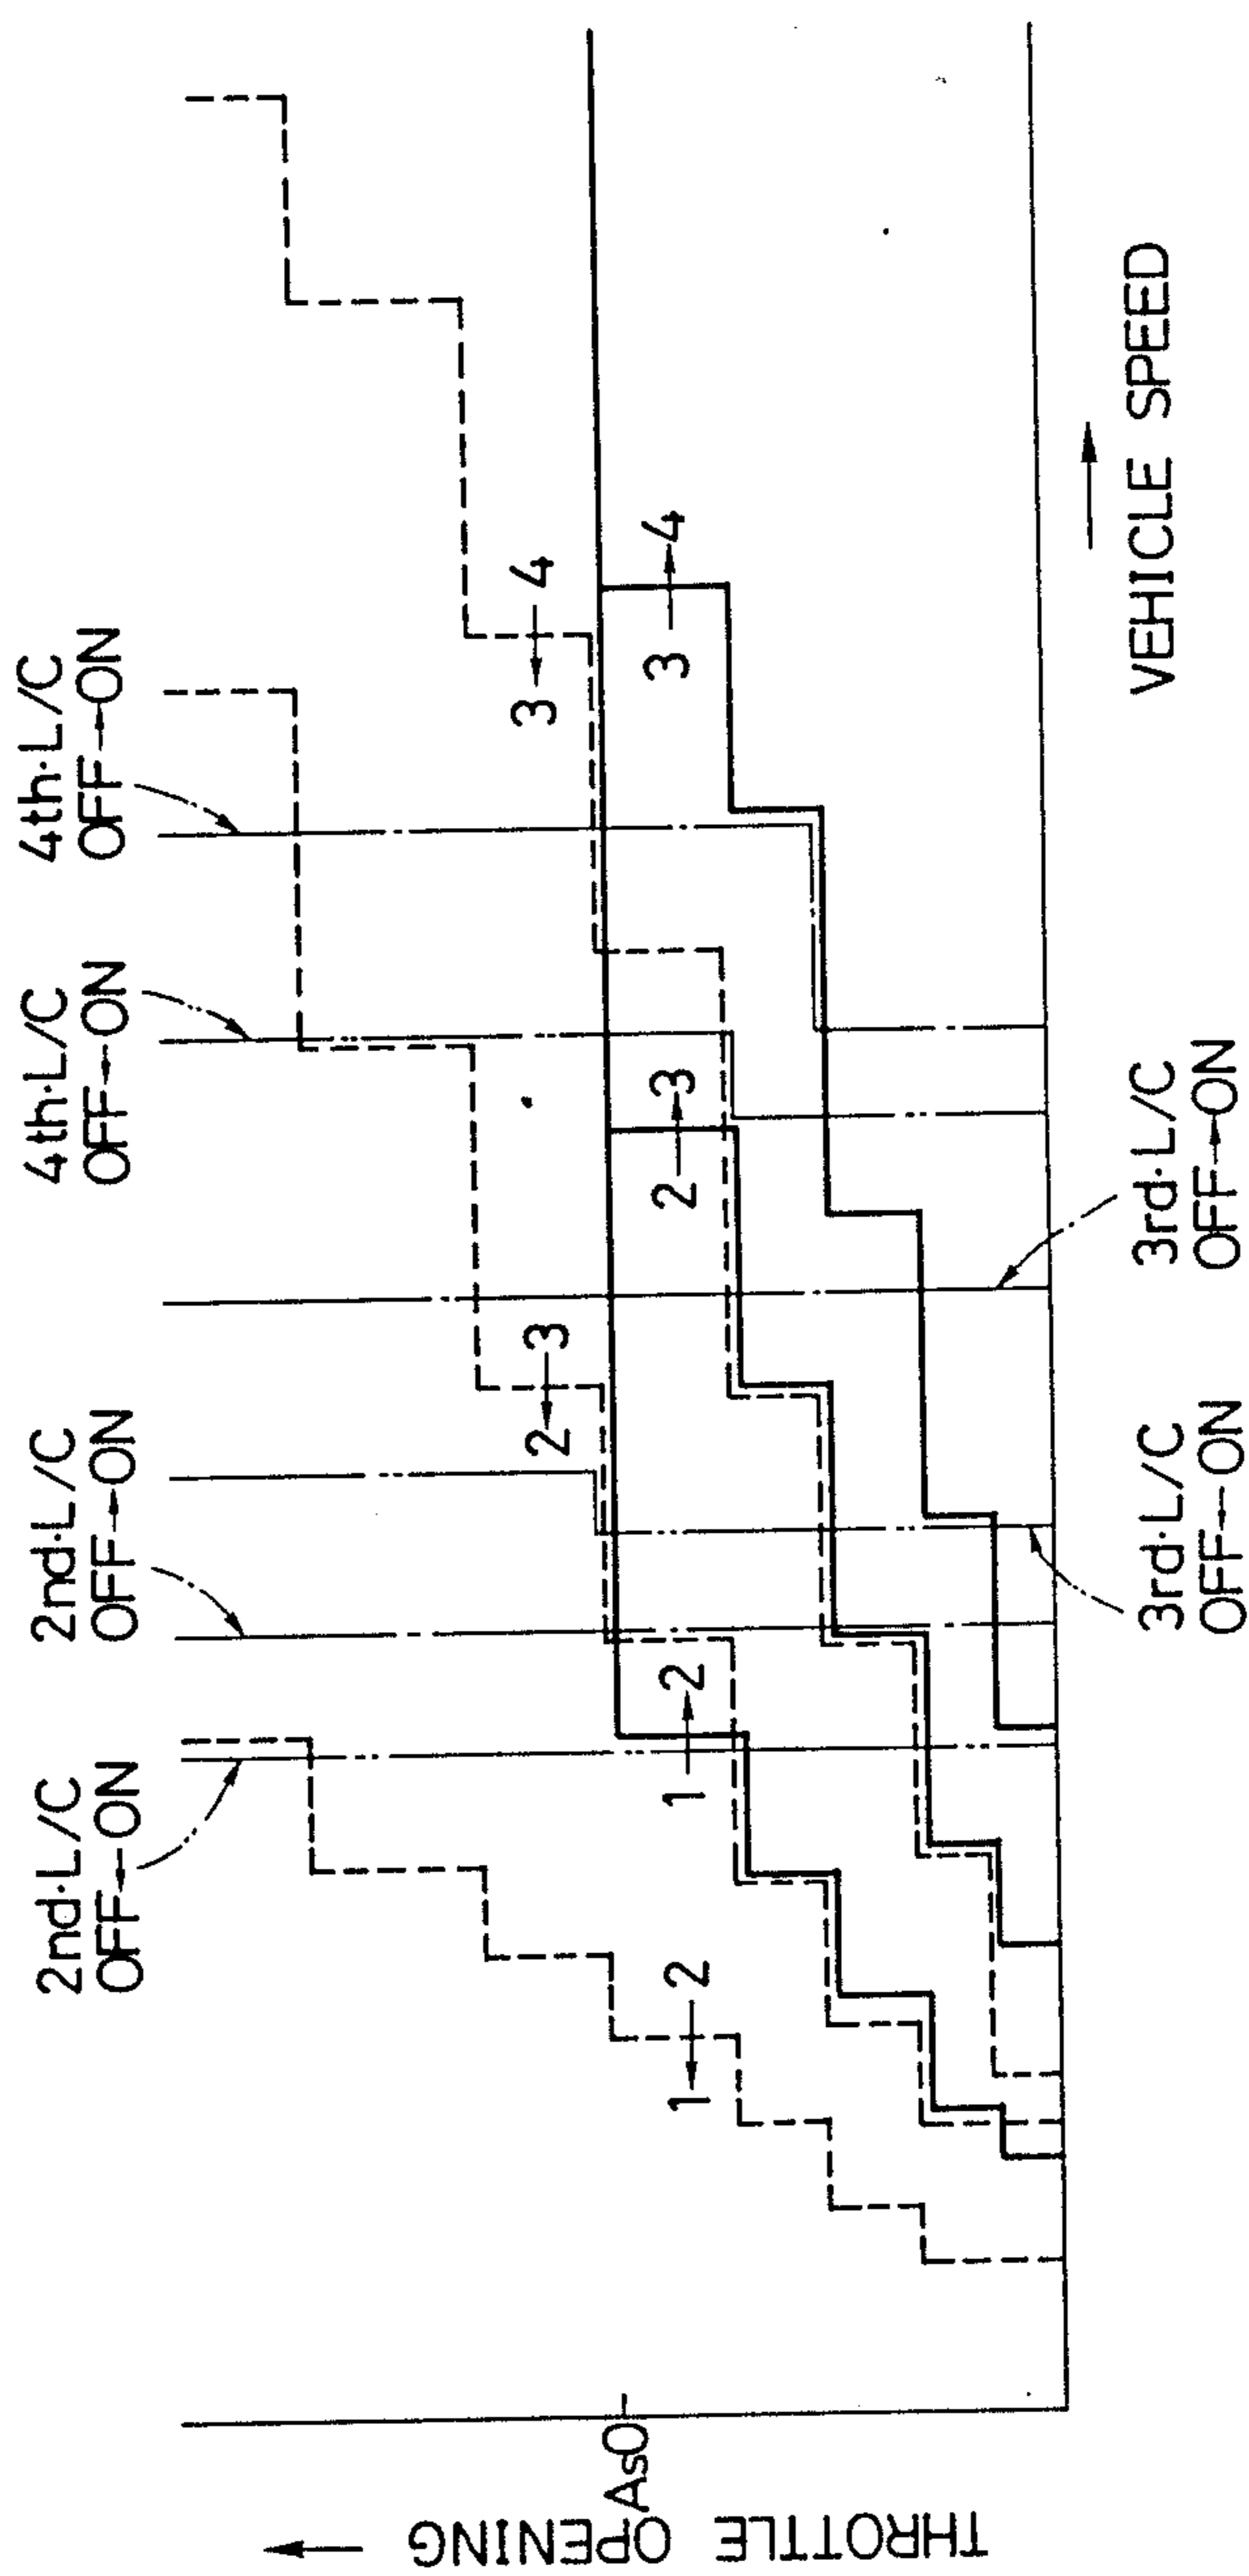 2nd·L/C
OFF←ON
2nd·L/C
OFF→ON
4th·L/C
OFF←ON
4th·L/C
OFF→ON
3 ← 4
2 ← 3
3 → 4
2 → 3
1 → 2
1 ← 2
AsO
THROTTLE OPENING →
→
VEHICLE SPEED
3rd·L/C
OFF←ON
3rd·L/C
OFF→ON